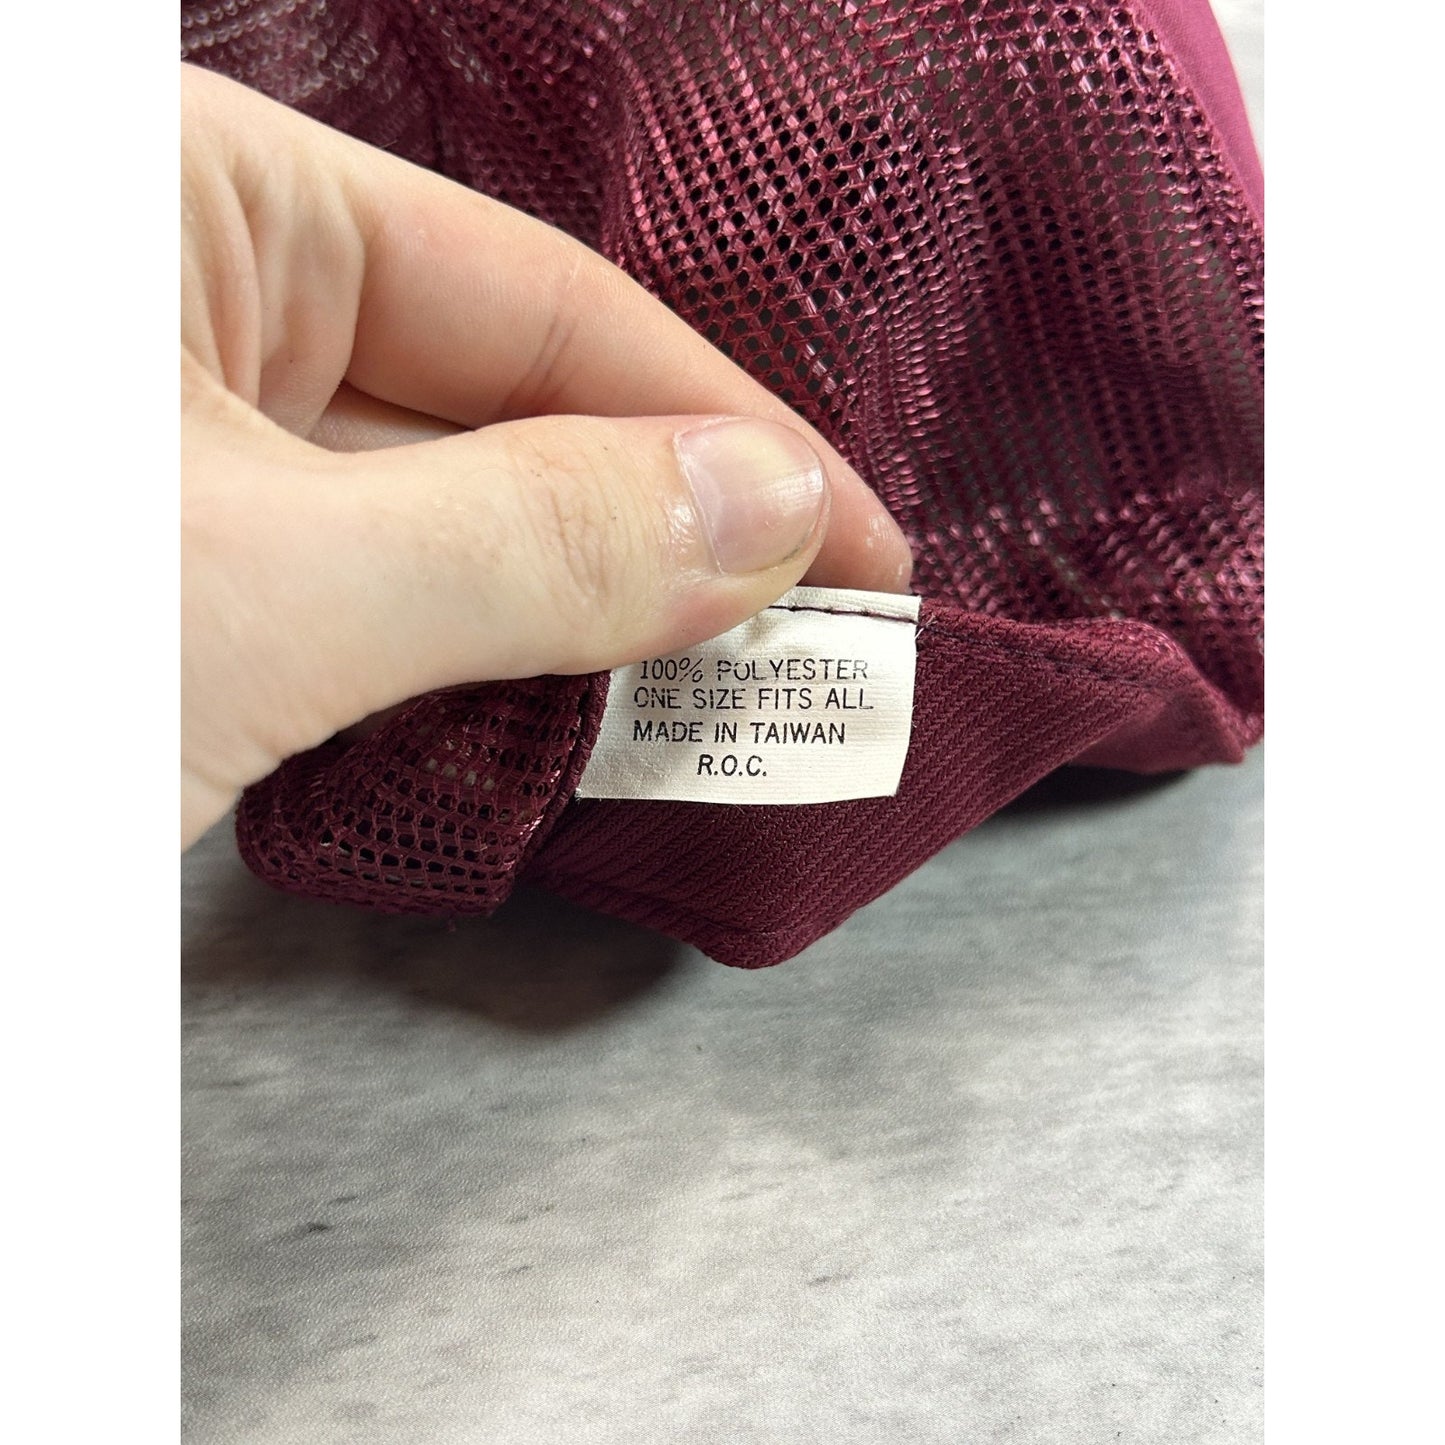 100% POLYESTER
ONE SIZE FITS ALL
MADE IN TAIWAN
R.O.C.